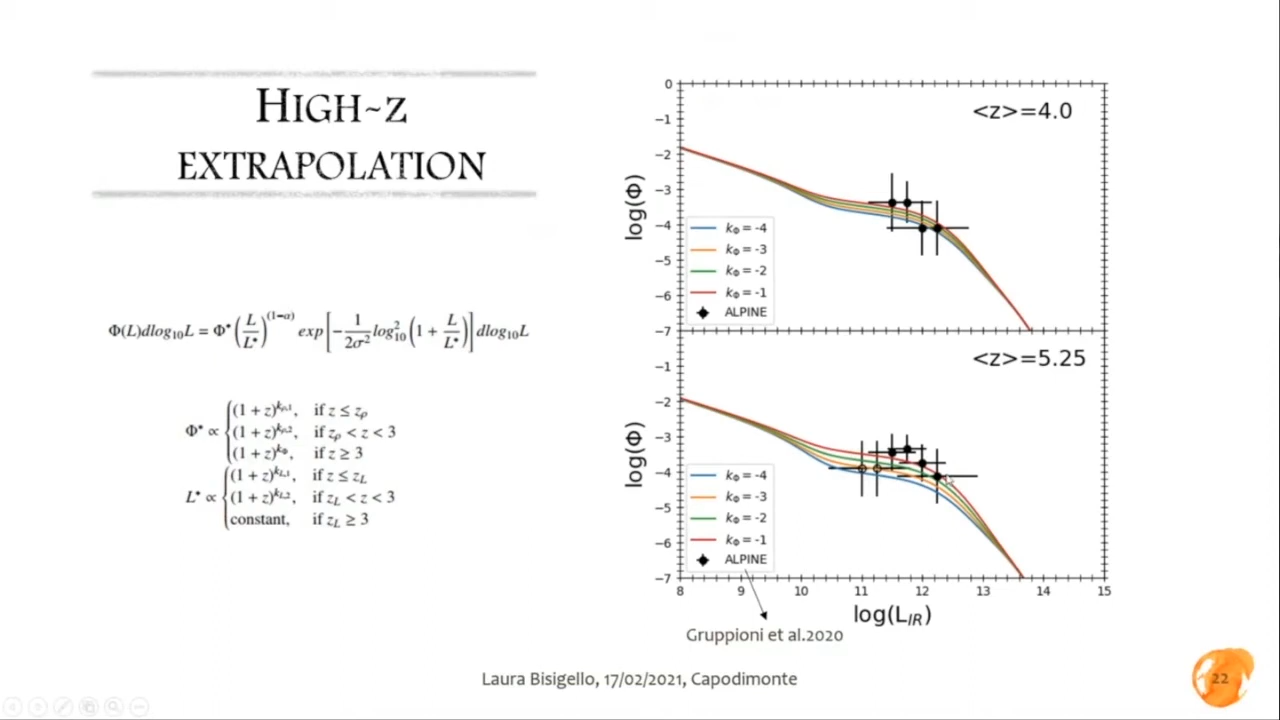 HIGH~Z
EXTRAPOLATION
Φ(L)dlog₁₀L = Φ* (L/L*)^(1−α) exp[−1/2σ² log²₁₀(1 + L/L*)] dlog₁₀L
Φ* ∝ {(1 + z)^kρ,1, if z ≤ zρ
(1 + z)^kρ,2, if zρ < z < 3
(1 + z)^kΦ, if z ≥ 3
L* ∝ {(1 + z)^kL,1, if z ≤ zL
(1 + z)^kL,2, if zL < z < 3
constant, if zL ≥ 3
<z>=4.0
log(Φ)
0
−1
−2
−3
−4
−5
−6
−7
kΦ = -4
kΦ = -3
kΦ = -2
kΦ = -1
ALPINE
<z>=5.25
log(Φ)
−1
−2
−3
−4
−5
−6
−7
kΦ = -4
kΦ = -3
kΦ = -2
kΦ = -1
ALPINE
8 9 10 11 12 13 14 15
log(L_IR)
Gruppioni et al.2020
Laura Bisigello, 17/02/2021, Capodimonte
22